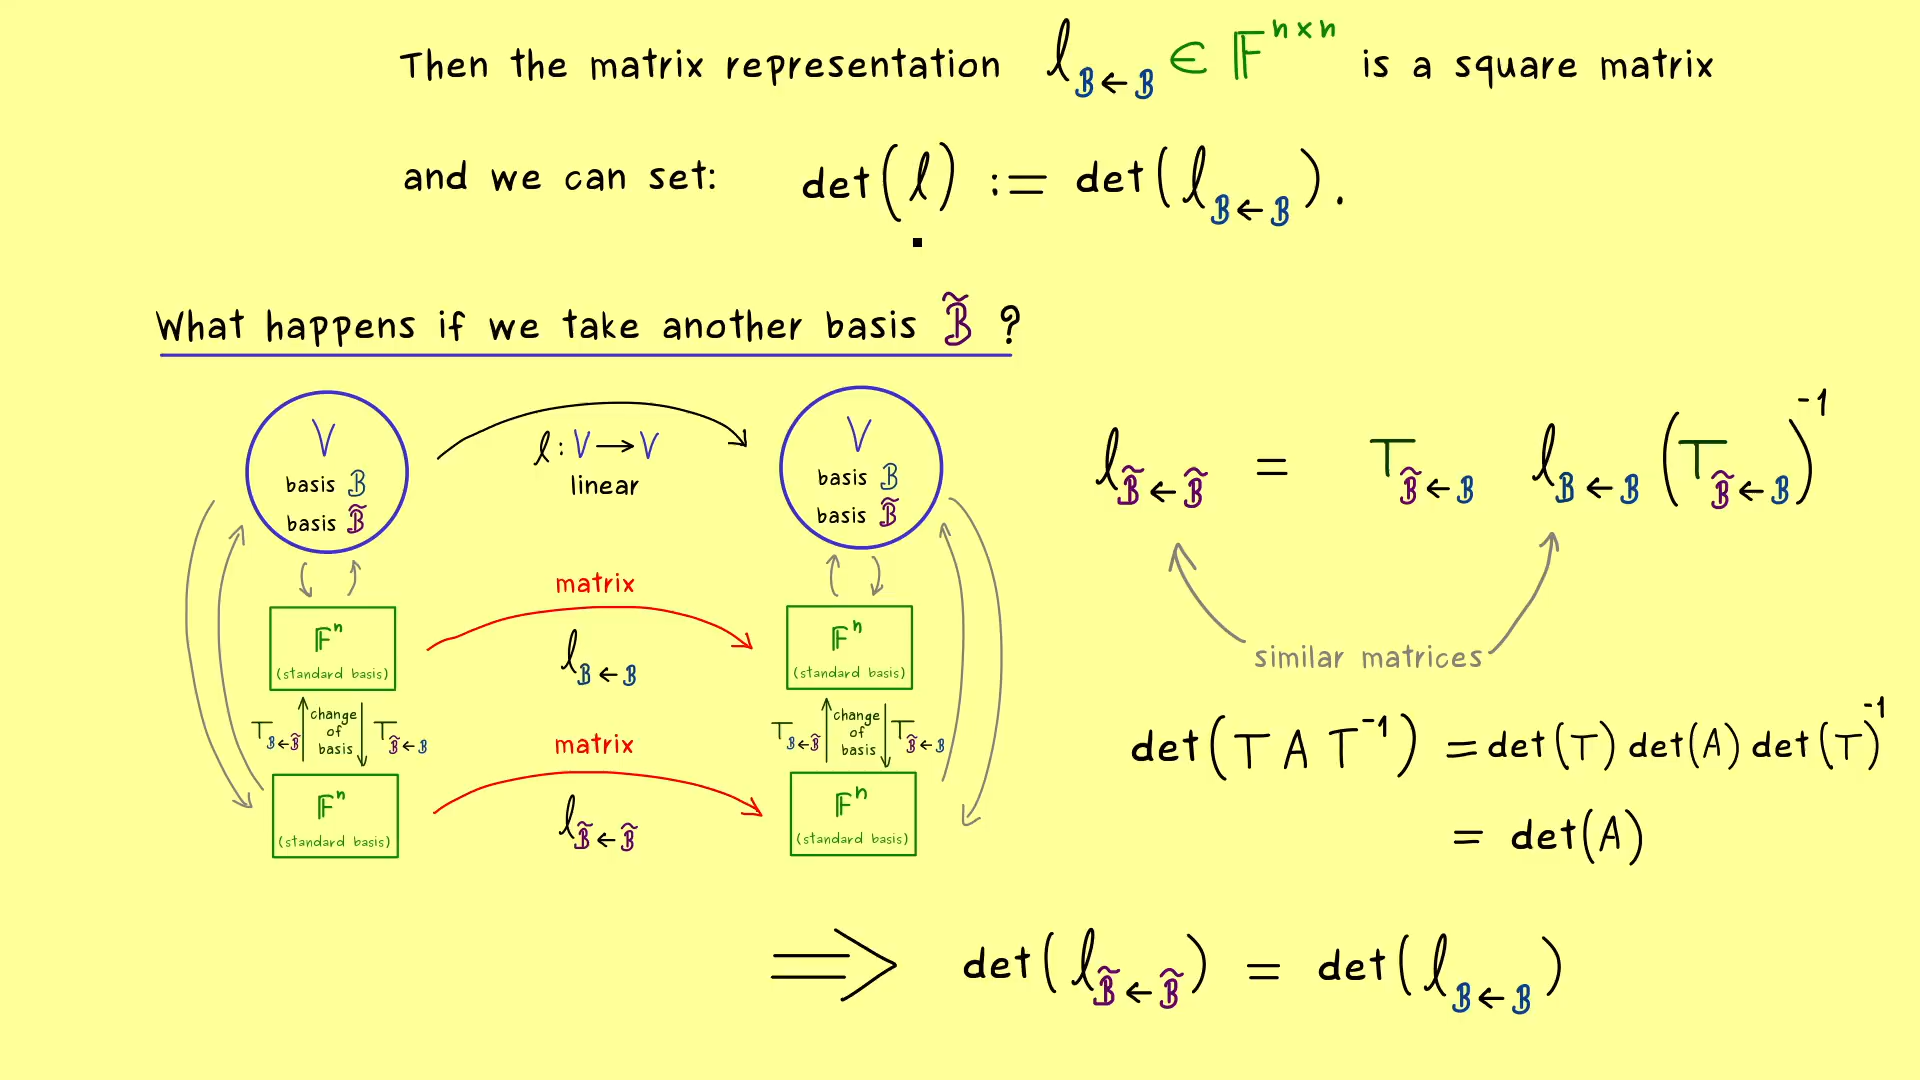 Then the matrix representation ℓ_{B←B} ∈ 𝔽^{n×n} is a square matrix
and we can set: det(ℓ) := det(ℓ_{B←B}).
What happens if we take another basis B̃ ?
V
basis B
basis B̃
ℓ: V → V
linear
V
basis B
basis B̃
ℓ_{B̃←B̃} = T_{B̃←B} ℓ_{B←B} (T_{B̃←B})^{-1}
similar matrices
matrix
ℓ_{B←B}
𝔽^n
(standard basis)
𝔽^n
(standard basis)
T_{B←B̃} change of basis T_{B̃←B}
T_{B←B̃} change of basis T_{B̃←B}
matrix
ℓ_{B̃←B̃}
𝔽^n
(standard basis)
𝔽^n
(standard basis)
det(T A T^{-1}) = det(T) det(A) det(T)^{-1}
= det(A)
⟹ det(ℓ_{B̃←B̃}) = det(ℓ_{B←B})